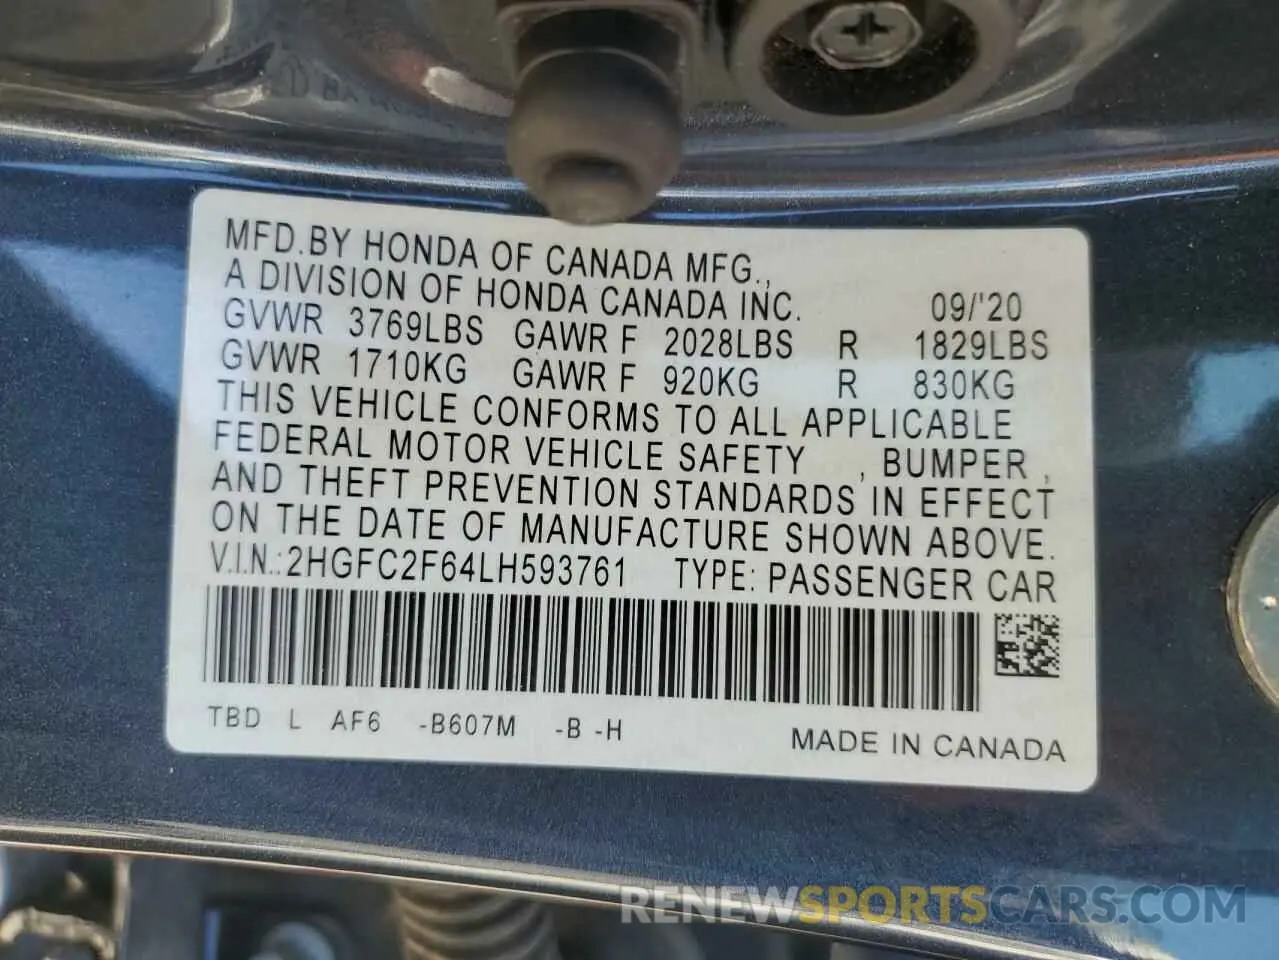 MFD.BY HONDA OF CANADA MFG.,
A DIVISION OF HONDA CANADA INC. 09/'20
GVWR 3769LBS GAWR F 2028LBS R 1829LBS
GVWR 1710KG GAWR F 920KG R 830KG
THIS VEHICLE CONFORMS TO ALL APPLICABLE
FEDERAL MOTOR VEHICLE SAFETY , BUMPER ,
AND THEFT PREVENTION STANDARDS IN EFFECT
ON THE DATE OF MANUFACTURE SHOWN ABOVE.
V.I.N.:2HGFC2F64LH593761 TYPE: PASSENGER CAR
TBD L AF6 -B607M -B -H MADE IN CANADA
RENEWSPORTSCARS.COM